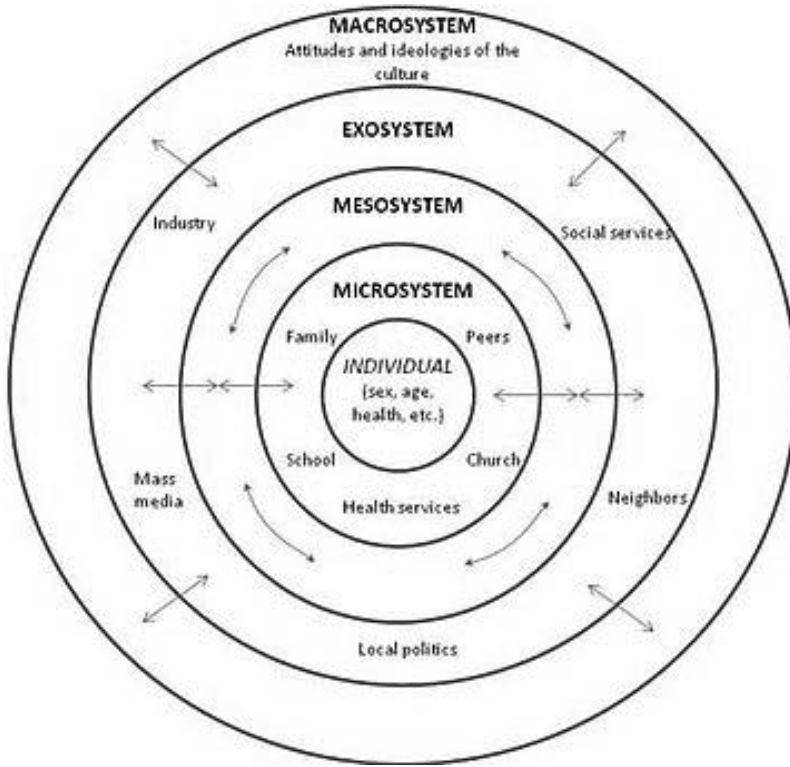 MACROSYSTEM
Attitudes and ideologies of the
culture
EXOSYSTEM
MESOSYSTEM
Industry
Social services
MICROSYSTEM
Family
Peers
INDIVIDUAL
{sex, age,
health, etc.}
School
Church
Mass
media
Health services
Neighbors
Local politics